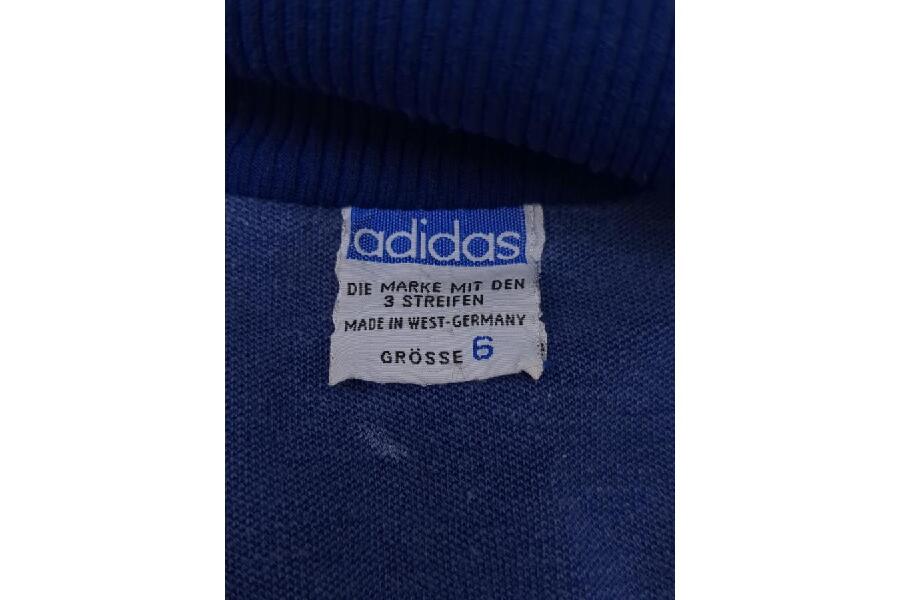 adidas
DIE MARKE MIT DEN
3 STREIFEN
MADE IN WEST-GERMANY
GRÖSSE 6